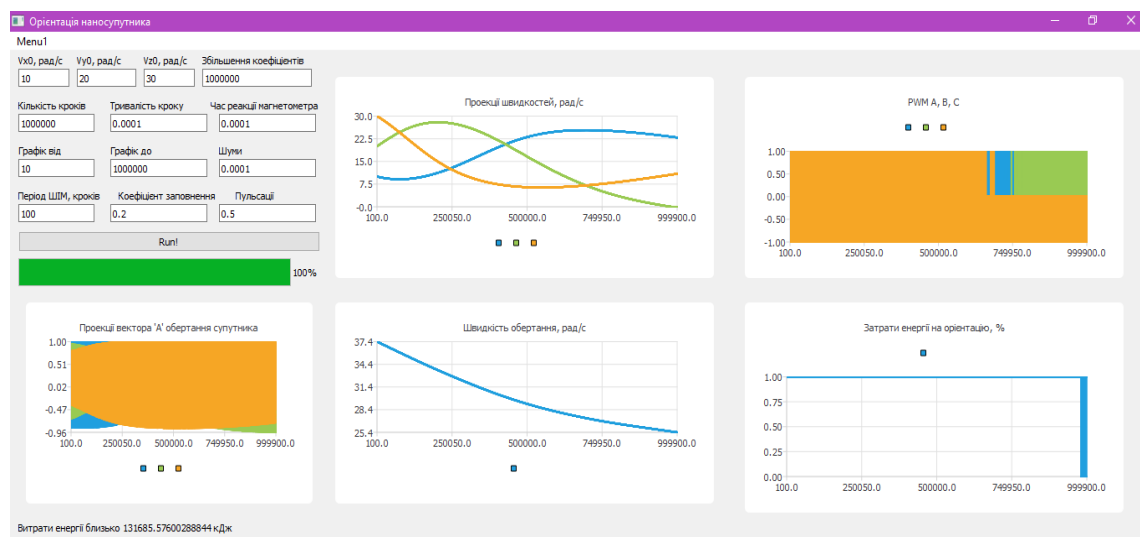 Орієнтація наносупутника
Menu1
Vx0, рад/с Vy0, рад/с Vz0, рад/с Збільшення коефіцієнтів
10 20 30 1000000
Кількість кроків Тривалість кроку Час реакції магнетометра
1000000 0.0001 0.0001
Графік від Графік до Шуми
10 1000000 0.0001
Період ШІМ, кроків Коефіцієнт заповнення Пульсації
100 0.2 0.5
Run!
100%
Проекції швидкостей, рад/с
30.0
22.5
15.0
7.5
-0.0
100.0 250050.0 500000.0 749950.0 999900.0
PWM A, B, C
1.00
0.50
0.00
-0.50
-1.00
100.0 250050.0 500000.0 749950.0 999900.0
Проекції вектора 'A' обертання супутника
1.00
0.51
0.02
-0.47
-0.96
100.0 250050.0 500000.0 749950.0 999900.0
Швидкість обертання, рад/с
37.4
34.4
31.4
28.4
25.4
100.0 250050.0 500000.0 749950.0 999900.0
Затрати енергії на орієнтацію, %
1.00
0.75
0.50
0.25
0.00
100.0 250050.0 500000.0 749950.0 999900.0
Витрати енергії близько 131685.57600288844 кДж